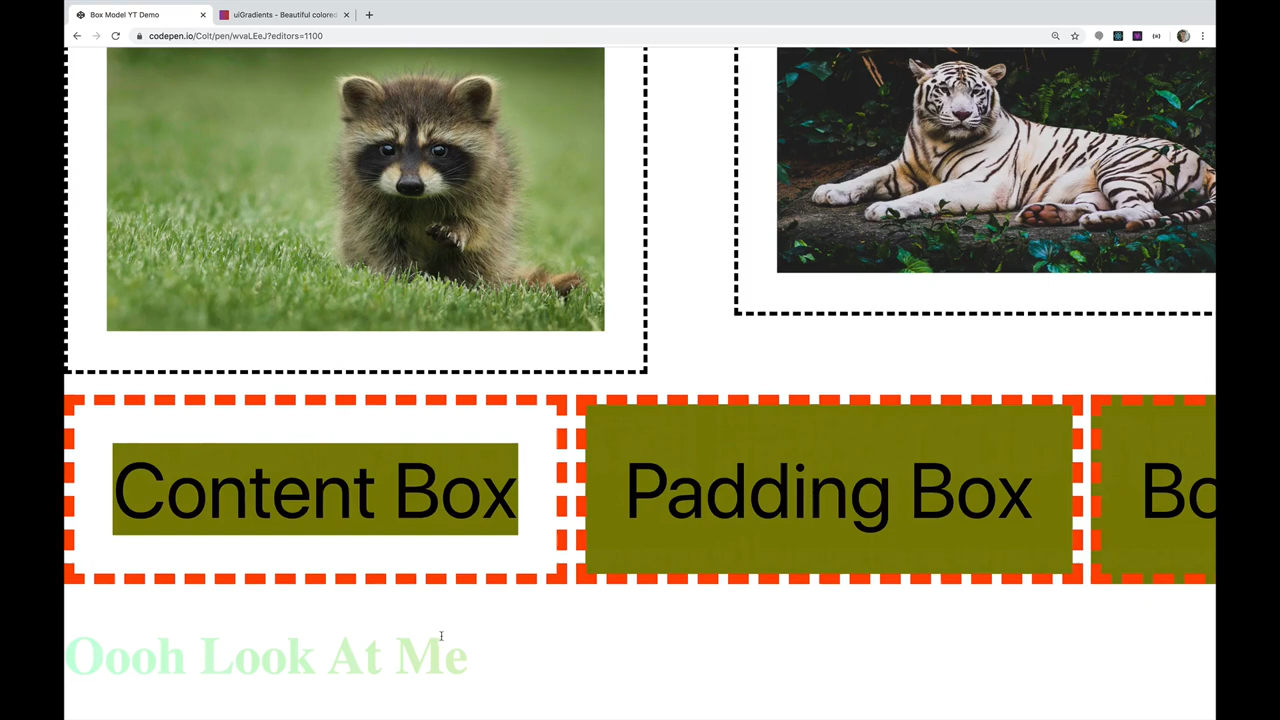 Box Model YT Demo
uiGradients - Beautiful colored
codepen.io/Colt/pen/wvaLEeJ?editors=1100
Content Box
Padding Box
Bo
Oooh Look At Me